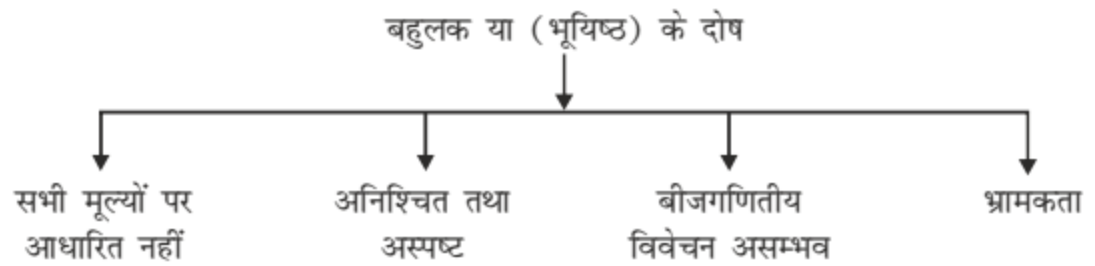 बहुलक या (भूयिष्ठ) के दोष
सभी मूल्यों पर
आधारित नहीं
अनिश्चित तथा
अस्पष्ट
बीजगणितीय
विवेचन असम्भव
भ्रामकता